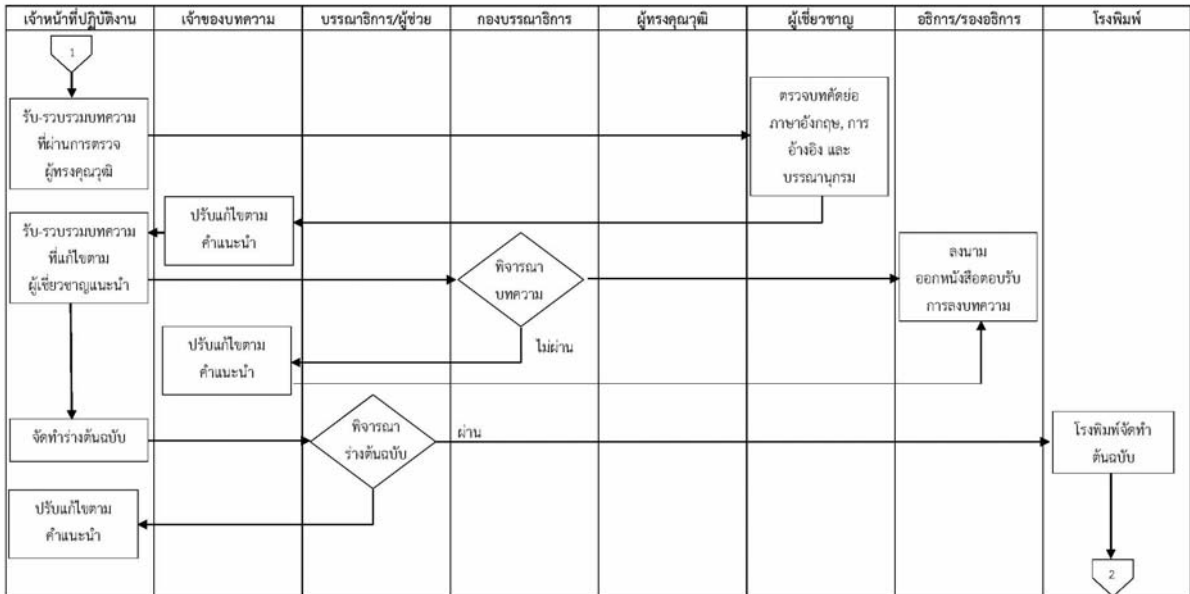 เจ้าหน้าที่ปฏิบัติงาน
เจ้าของบทความ
บรรณาธิการ/ผู้ช่วย
กองบรรณาธิการ
ผู้ทรงคุณวุฒิ
ผู้เชี่ยวชาญ
อธิการ/รองอธิการ
โรงพิมพ์
1
รับ-รวบรวมบทความ
ที่ผ่านการตรวจ
ผู้ทรงคุณวุฒิ
ตรวจบทคัดย่อ
ภาษาอังกฤษ, การ
อ้างอิง และ
บรรณานุกรม
ปรับแก้ไขตาม
คำแนะนำ
รับ-รวบรวมบทความ
ที่แก้ไขตาม
ผู้เชี่ยวชาญแนะนำ
พิจารณา
บทความ
ลงนาม
ออกหนังสือตอบรับ
การลงบทความ
ไม่ผ่าน
ปรับแก้ไขตาม
คำแนะนำ
จัดทำร่างต้นฉบับ
พิจารณา
ร่างต้นฉบับ
ผ่าน
โรงพิมพ์จัดทำ
ต้นฉบับ
ปรับแก้ไขตาม
คำแนะนำ
2